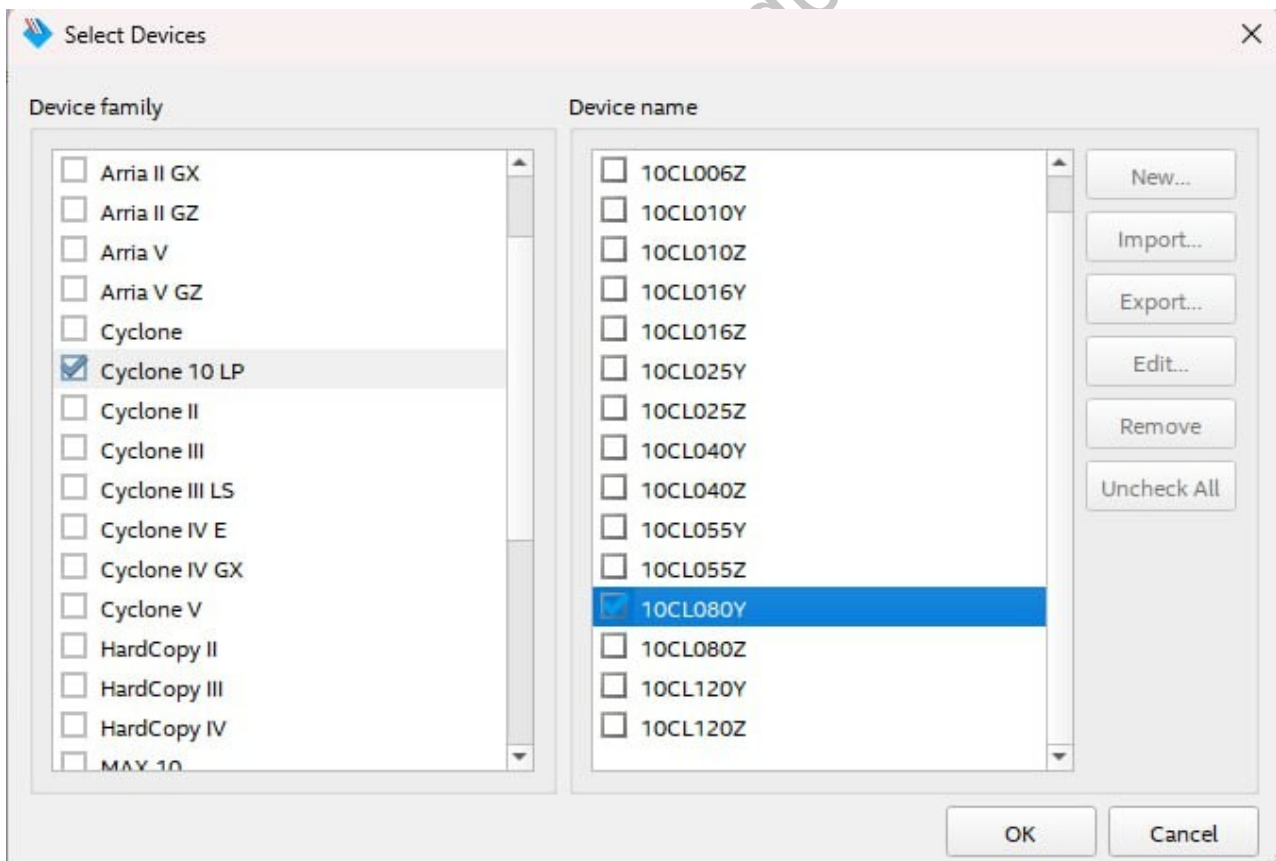 Select Devices
Device family
Arria II GX
Arria II GZ
Arria V
Arria V GZ
Cyclone
Cyclone 10 LP
Cyclone II
Cyclone III
Cyclone III LS
Cyclone IV E
Cyclone IV GX
Cyclone V
HardCopy II
HardCopy III
HardCopy IV
MAX 10
Device name
10CL006Z
10CL010Y
10CL010Z
10CL016Y
10CL016Z
10CL025Y
10CL025Z
10CL040Y
10CL040Z
10CL055Y
10CL055Z
10CL080Y
10CL080Z
10CL120Y
10CL120Z
New...
Import...
Export...
Edit...
Remove
Uncheck All
OK
Cancel